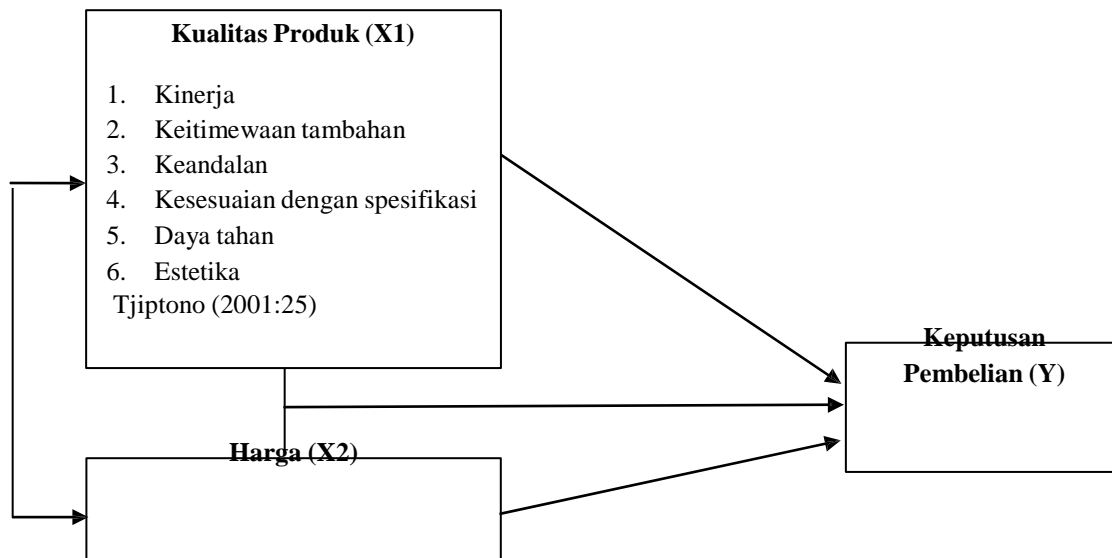 Kualitas Produk (X1)
1. Kinerja
2. Keitimewaan tambahan
3. Keandalan
4. Kesesuaian dengan spesifikasi
5. Daya tahan
6. Estetika
Tjiptono (2001:25)
Keputusan
Pembelian (Y)
Harga (X2)